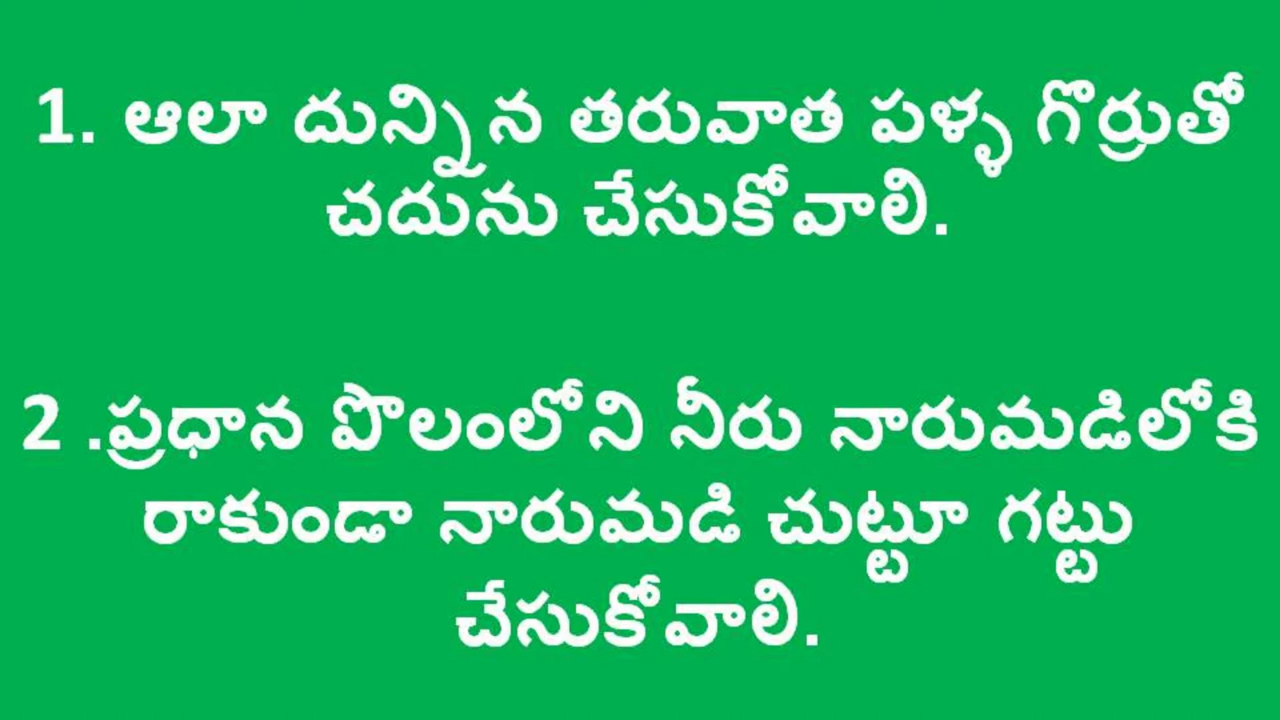 1. ఆలా దున్నిన తరువాత పళ్ళ గొర్రుతో
చదును చేసుకోవాలి.
2 .ప్రధాన పొలంలోని నీరు నారుమడిలోకి
రాకుండా నారుమడి చుట్టూ గట్టు
చేసుకోవాలి.